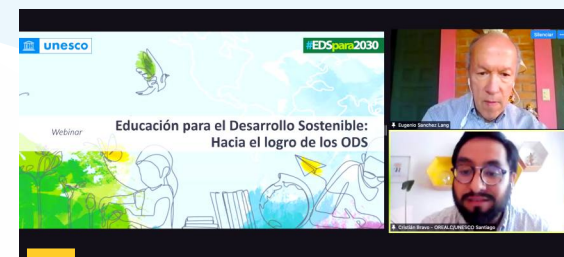 unesco
#EDSpara2030
Webinar
Educación para el Desarrollo Sostenible:
Hacia el logro de los ODS
Silenciar
Eugenio Sanchez Lang
Cristián Bravo - OREALC/UNESCO Santiago